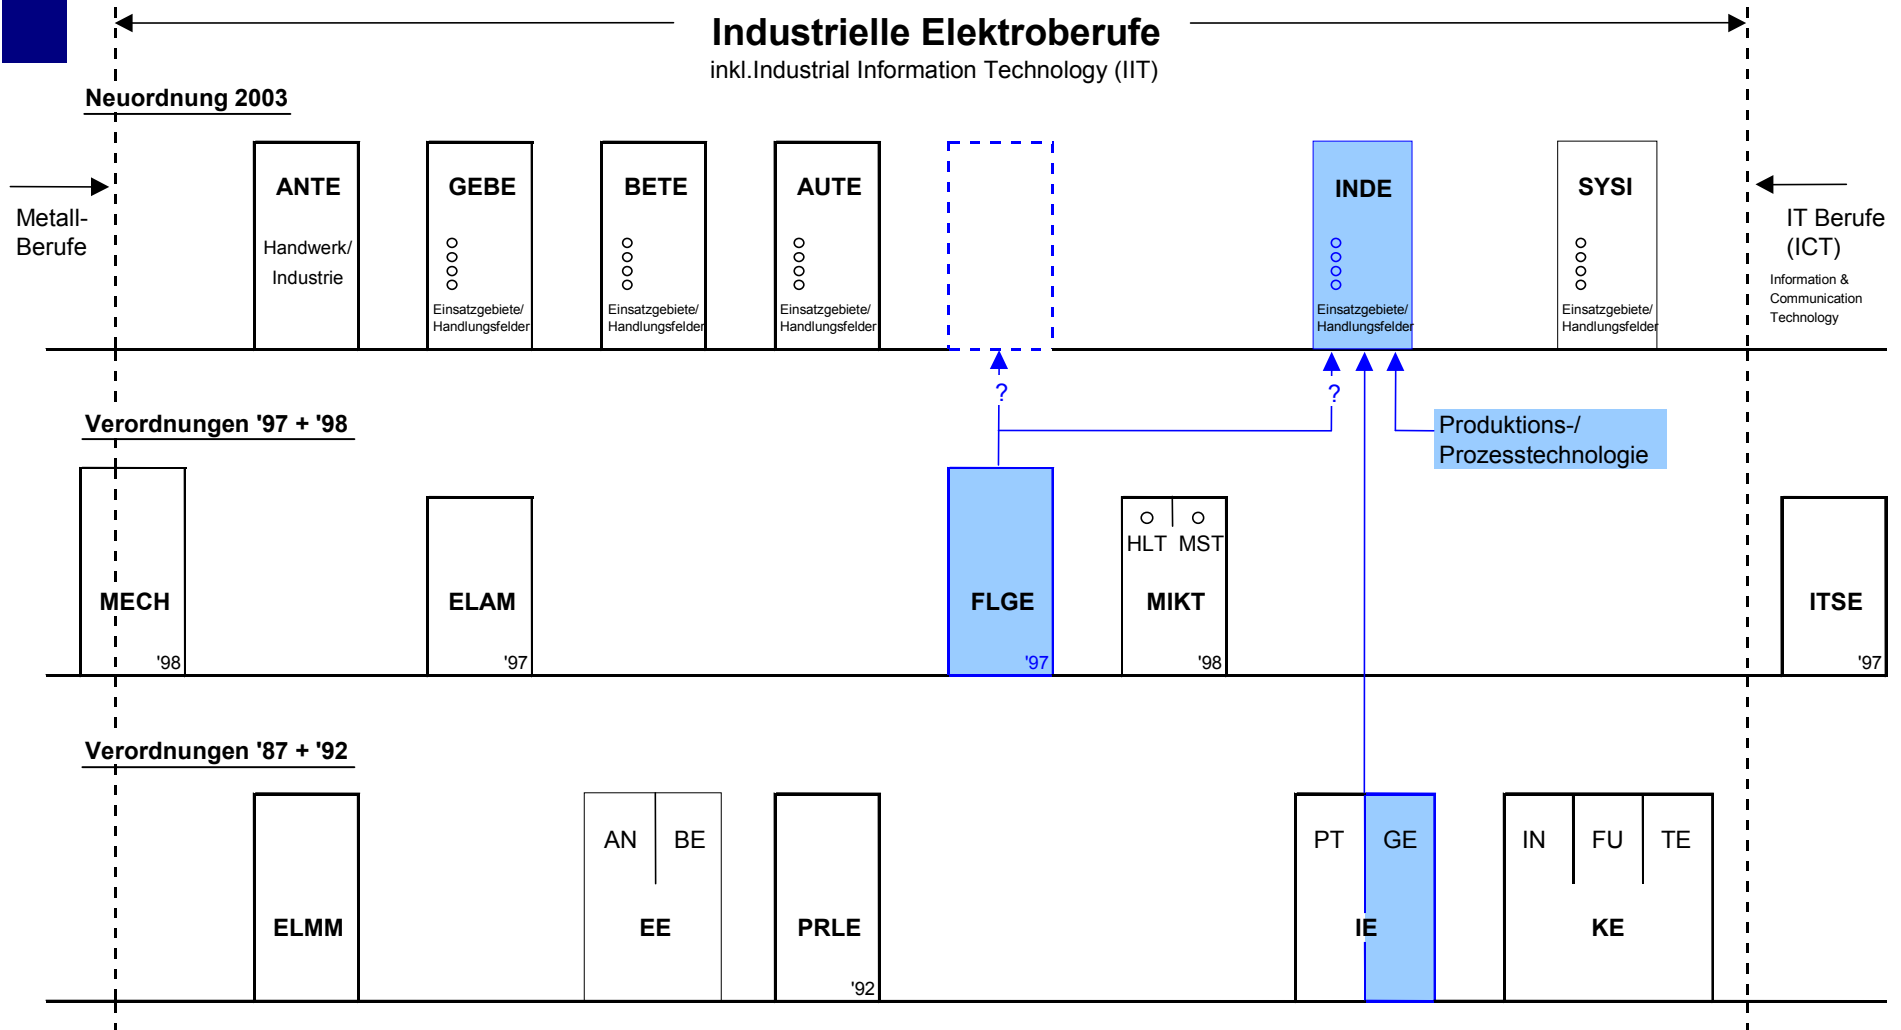 Industrielle Elektroberufe
inkl.Industrial Information Technology (IIT)
Neuordnung 2003
Metall-
Berufe
ANTE
Handwerk/
Industrie
GEBE
Einsatzgebiete/
Handlungsfelder
BETE
Einsatzgebiete/
Handlungsfelder
AUTE
Einsatzgebiete/
Handlungsfelder
INDE
Einsatzgebiete/
Handlungsfelder
SYSI
Einsatzgebiete/
Handlungsfelder
IT Berufe
(ICT)
Information &
Communication
Technology
?
?
Produktions-/
Prozesstechnologie
Verordnungen '97 + '98
MECH
'98
ELAM
'97
FLGE
'97
HLT MST
MIKT
'98
ITSE
'97
Verordnungen '87 + '92
ELMM
AN BE
EE
PRLE
'92
PT GE
IE
IN FU TE
KE